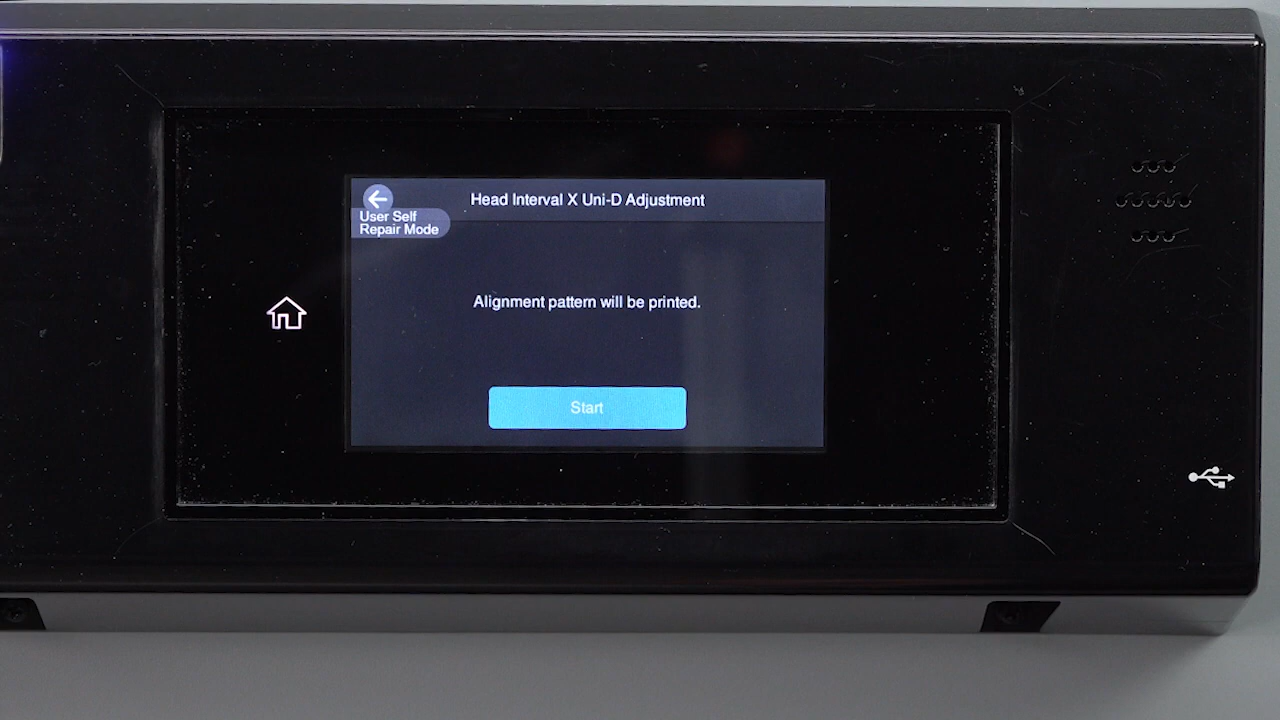 Head Interval X Uni-D Adjustment
User Self
Repair Mode
Alignment pattern will be printed.
Start